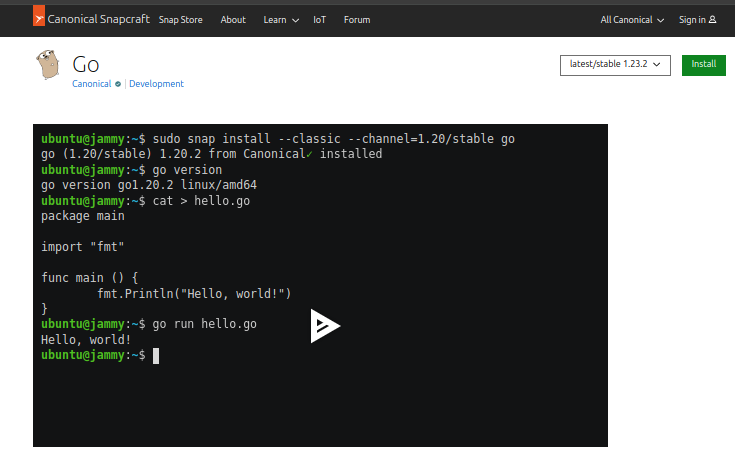 Canonical Snapcraft Snap Store About Learn IoT Forum All Canonical Sign in
Go
Canonical | Development
latest/stable 1.23.2
Install
ubuntu@jammy:~$ sudo snap install --classic --channel=1.20/stable go
go (1.20/stable) 1.20.2 from Canonical✓ installed
ubuntu@jammy:~$ go version
go version go1.20.2 linux/amd64
ubuntu@jammy:~$ cat > hello.go
package main
import "fmt"
func main () {
fmt.Println("Hello, world!")
}
ubuntu@jammy:~$ go run hello.go
Hello, world!
ubuntu@jammy:~$